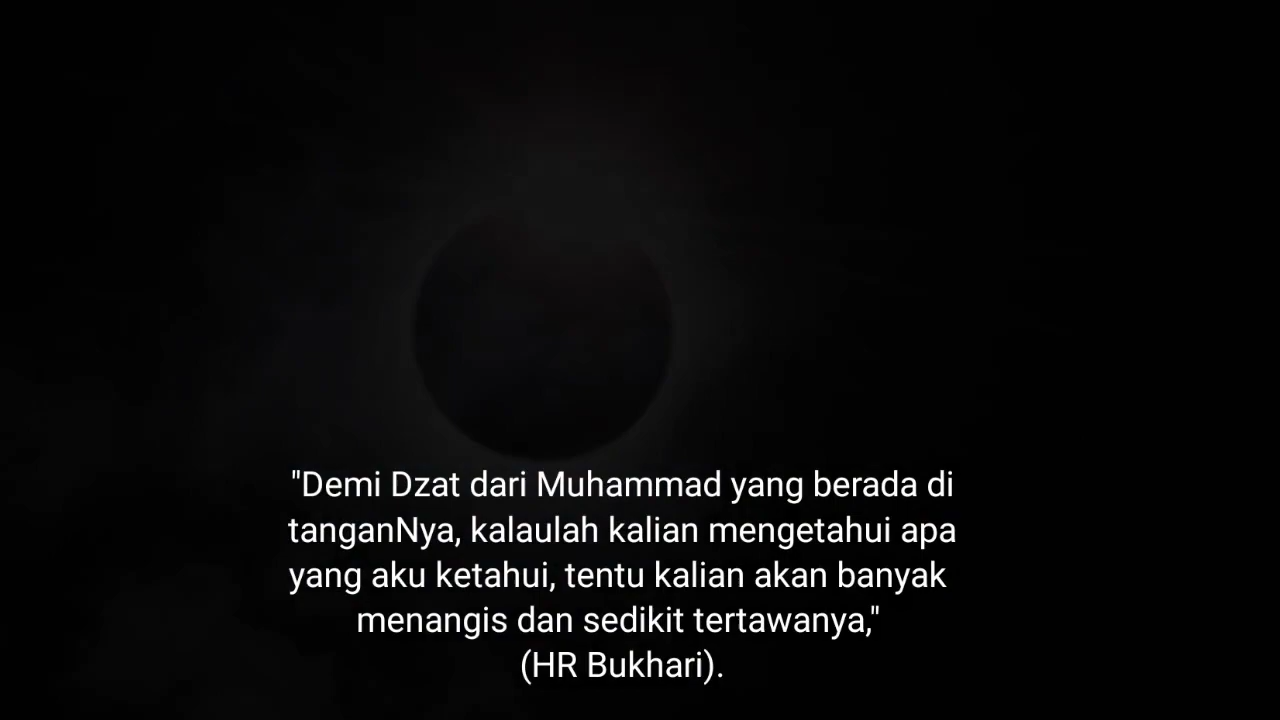 "Demi Dzat dari Muhammad yang berada di
tanganNya, kalaulah kalian mengetahui apa
yang aku ketahui, tentu kalian akan banyak
menangis dan sedikit tertawanya,"
(HR Bukhari).